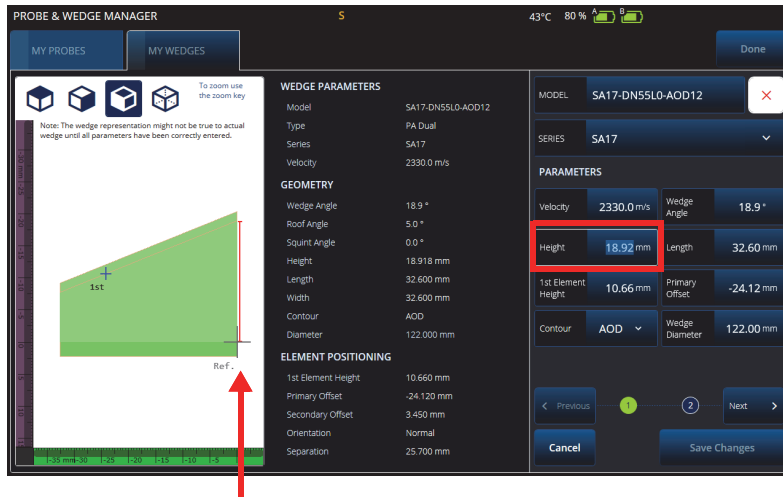 PROBE & WEDGE MANAGER
S
43°C 80 % A B
MY PROBES
MY WEDGES
Done
To zoom use
the zoom key
Note: The wedge representation might not be true to actual
wedge until all parameters have been correctly entered.
1st
Ref.
-35 mm -30 -25 -20 -15 -10 -5
WEDGE PARAMETERS
Model SA17-DN55L0-AOD12
Type PA Dual
Series SA17
Velocity 2330.0 m/s
GEOMETRY
Wedge Angle 18.9 °
Roof Angle 5.0 °
Squint Angle 0.0 °
Height 18.918 mm
Length 32.600 mm
Width 32.600 mm
Contour AOD
Diameter 122.000 mm
ELEMENT POSITIONING
1st Element Height 10.660 mm
Primary Offset -24.120 mm
Secondary Offset 3.450 mm
Orientation Normal
Separation 25.700 mm
MODEL SA17-DN55L0-AOD12
SERIES SA17
PARAMETERS
Velocity 2330.0 m/s Wedge Angle 18.9 °
Height 18.92 mm Length 32.60 mm
1st Element Height 10.66 mm Primary Offset -24.12 mm
Contour AOD Wedge Diameter 122.00 mm
< Previous 1 2 Next >
Cancel
Save Changes